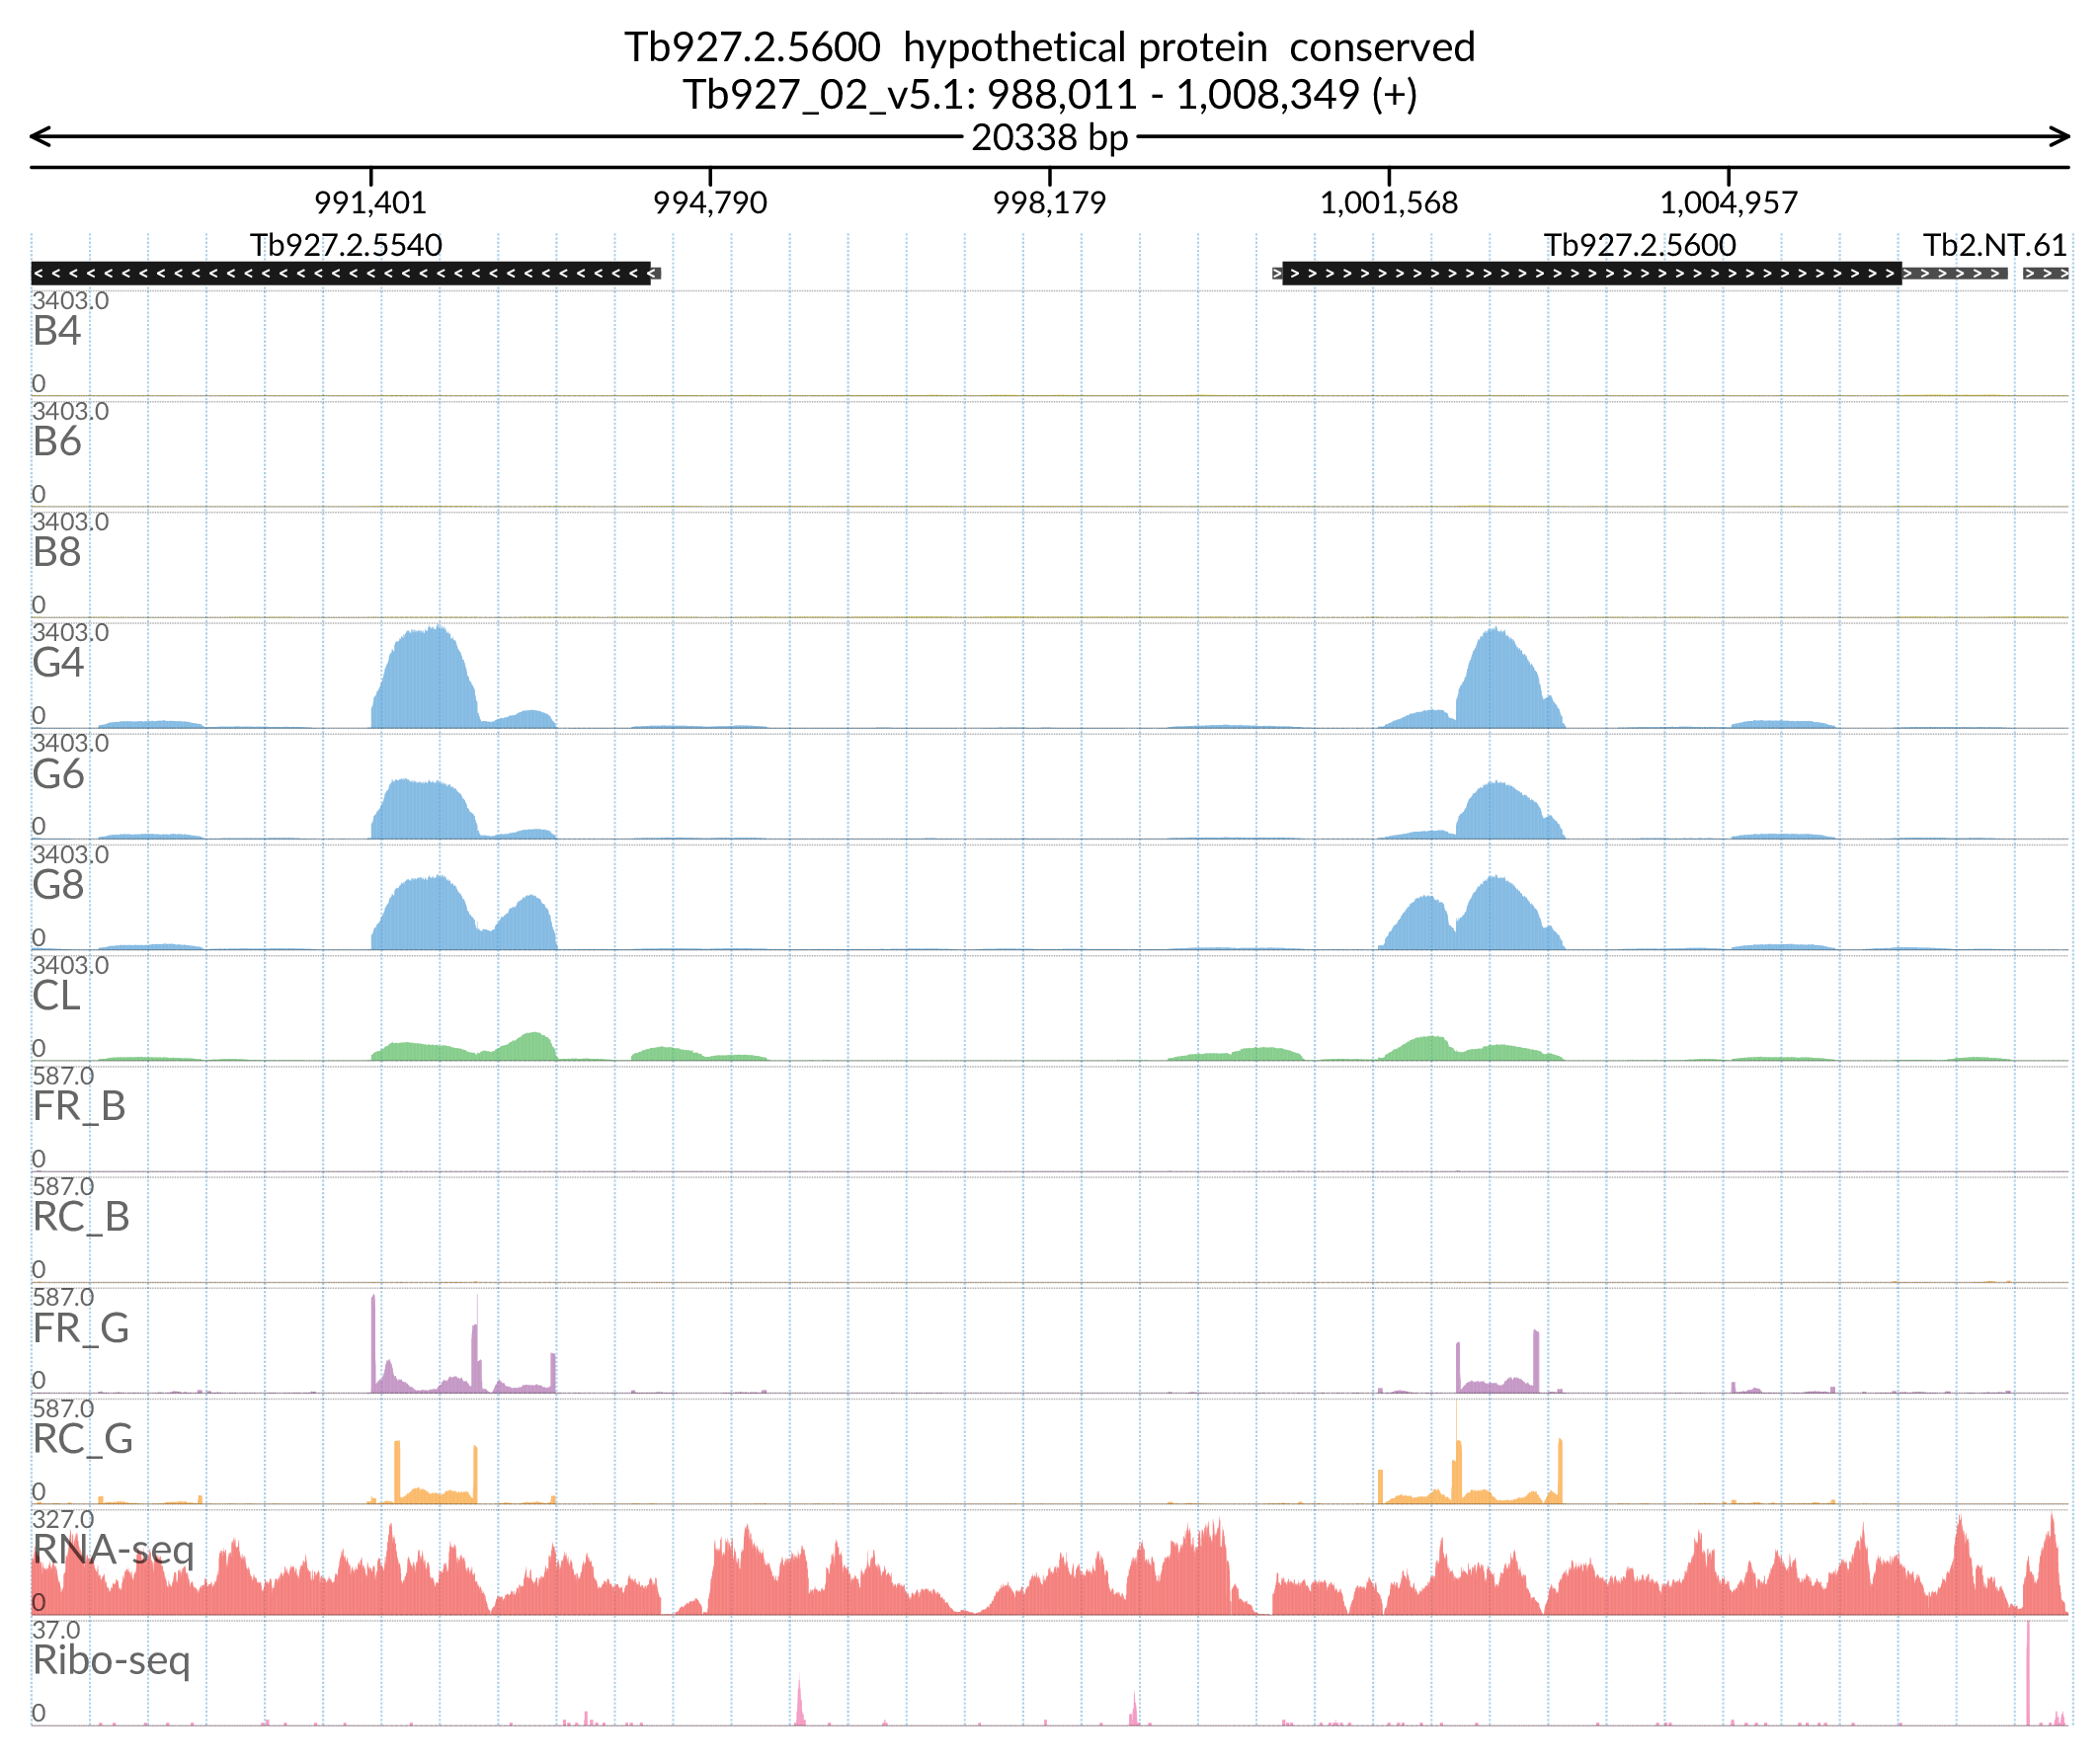 Tb927.2.5600 hypothetical protein conserved
Tb927_02_v5.1: 988,011 - 1,008,349 (+)
20338 bp
991,401 994,790 998,179 1,001,568 1,004,957
Tb927.2.5540 Tb927.2.5600 Tb2.NT.61
3403.0
B4
0
3403.0
B6
0
3403.0
B8
0
3403.0
G4
0
3403.0
G6
0
3403.0
G8
0
3403.0
CL
0
587.0
FR_B
0
587.0
RC_B
0
587.0
FR_G
0
587.0
RC_G
0
327.0
RNA-seq
0
37.0
Ribo-seq
0